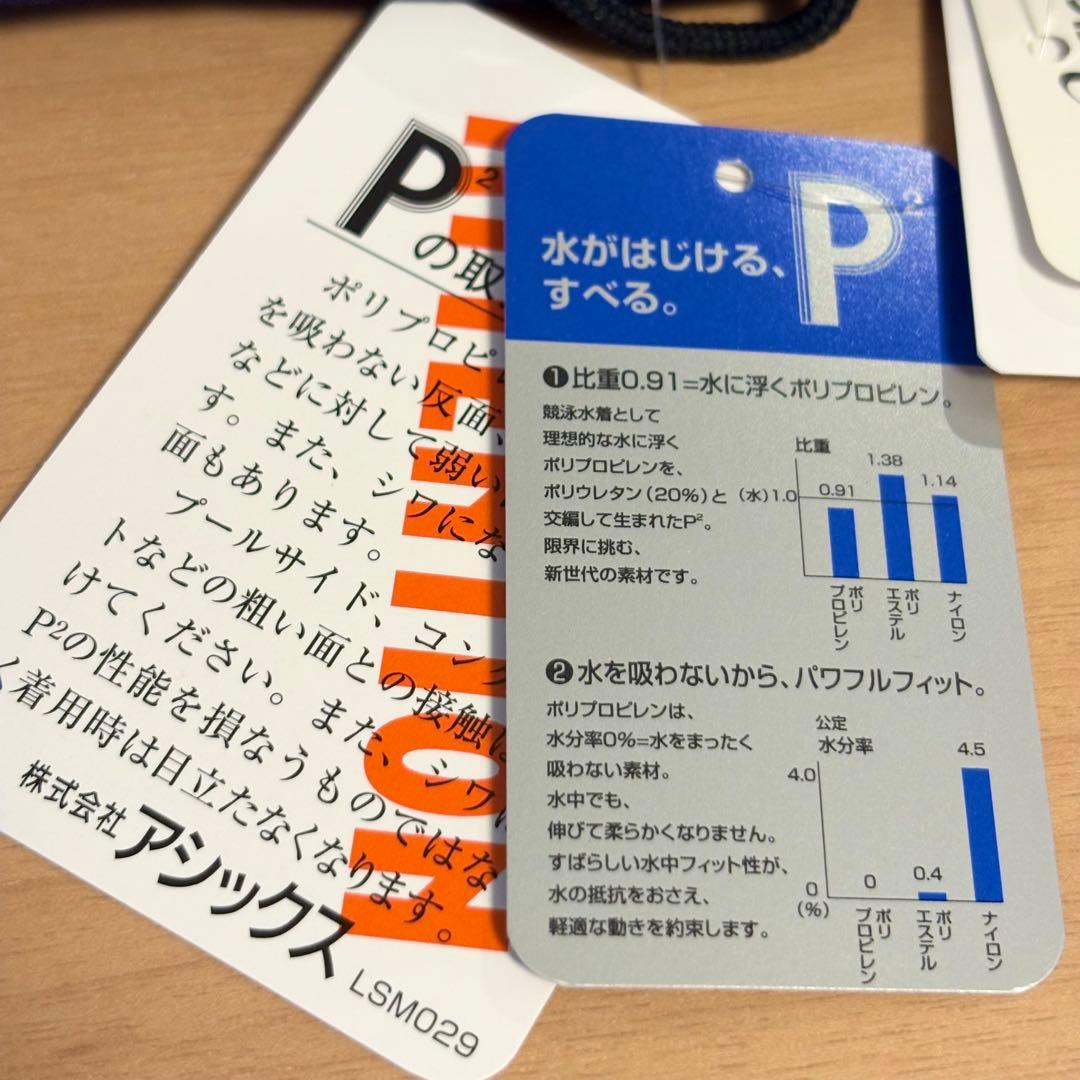 P²
の取
ポリプロピレ
を吸わない反面、
などに対して弱い
す。また、シワにな
面もあります。
プールサイド、コンク
トなどの粗い面との接触は
けてください。また、シワに
P²の性能を損なうものではな
く着用時は目立たなくなります。
株式会社アシックス
LSM029
P²
水がはじける、
すべる。
❶比重0.91=水に浮くポリプロピレン。
競泳水着として
理想的な水に浮く
ポリプロピレンを、
ポリウレタン(20%)と
交編して生まれたP²。
限界に挑む、
新世代の素材です。
比重
(水)1.0
0.91
1.38
1.14
ポリプロピレン
ポリエステル
ナイロン
❷水を吸わないから、パワフルフィット。
ポリプロピレンは、
水分率0%=水をまったく
吸わない素材。
水中でも、
伸びて柔らかくなりません。
すばらしい水中フィット性が、
水の抵抗をおさえ、
軽適な動きを約束します。
公定
水分率
4.0
0
(%)
0
0.4
4.5
ポリプロピレン
ポリエステル
ナイロン